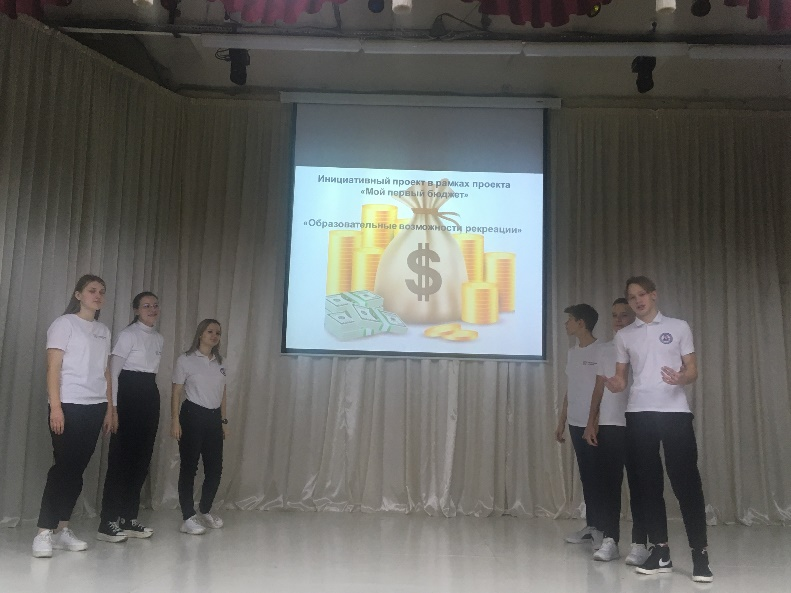 Инициативный проект в рамках проекта
«Мой первый бюджет»
«Образовательные возможности рекреации»
$